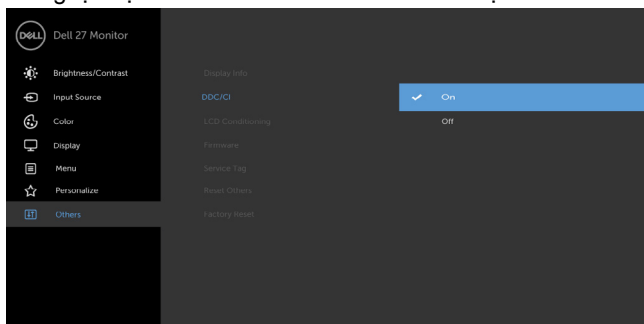 DELL
Dell 27 Monitor
Brightness/Contrast
Input Source
Color
Display
Menu
Personalize
Others
Display Info
DDC/CI
LCD Conditioning
Firmware
Service Tag
Reset Others
Factory Reset
On
Off